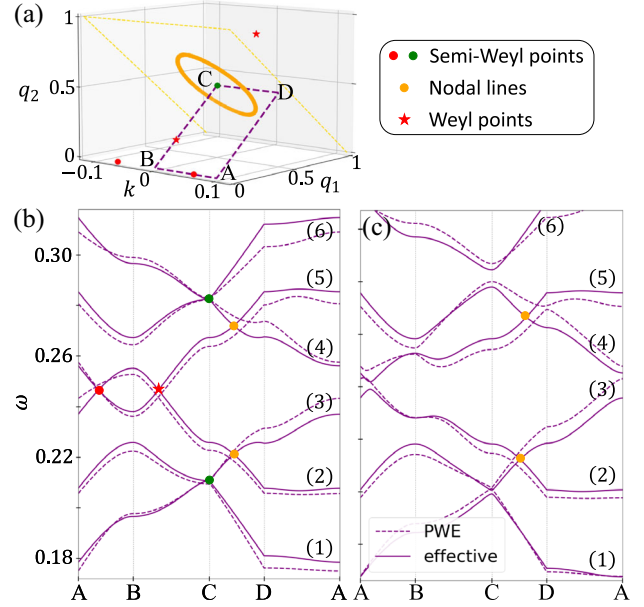 (a)
1
q₂
0.5
0
−0.1
0
k
0.1
0
0.5
q₁
1
A
B
C
D
Semi-Weyl points
Nodal lines
Weyl points
(b)
ω
0.30
0.26
0.22
0.18
(6)
(5)
(4)
(3)
(2)
(1)
A B C D A
(c)
(6)
(5)
(4)
(3)
(2)
(1)
PWE
effective
A B C D A